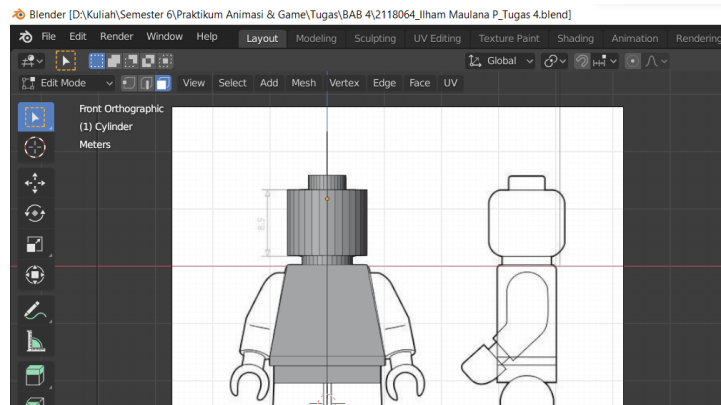 Blender [D:\Kuliah\Semester 6\Praktikum Animasi & Game\Tugas\BAB 4\2118064_Ilham Maulana P_Tugas 4.blend]
File Edit Render Window Help Layout Modeling Sculpting UV Editing Texture Paint Shading Animation Rendering
Global
Edit Mode View Select Add Mesh Vertex Edge Face UV
Front Orthographic
(1) Cylinder
Meters